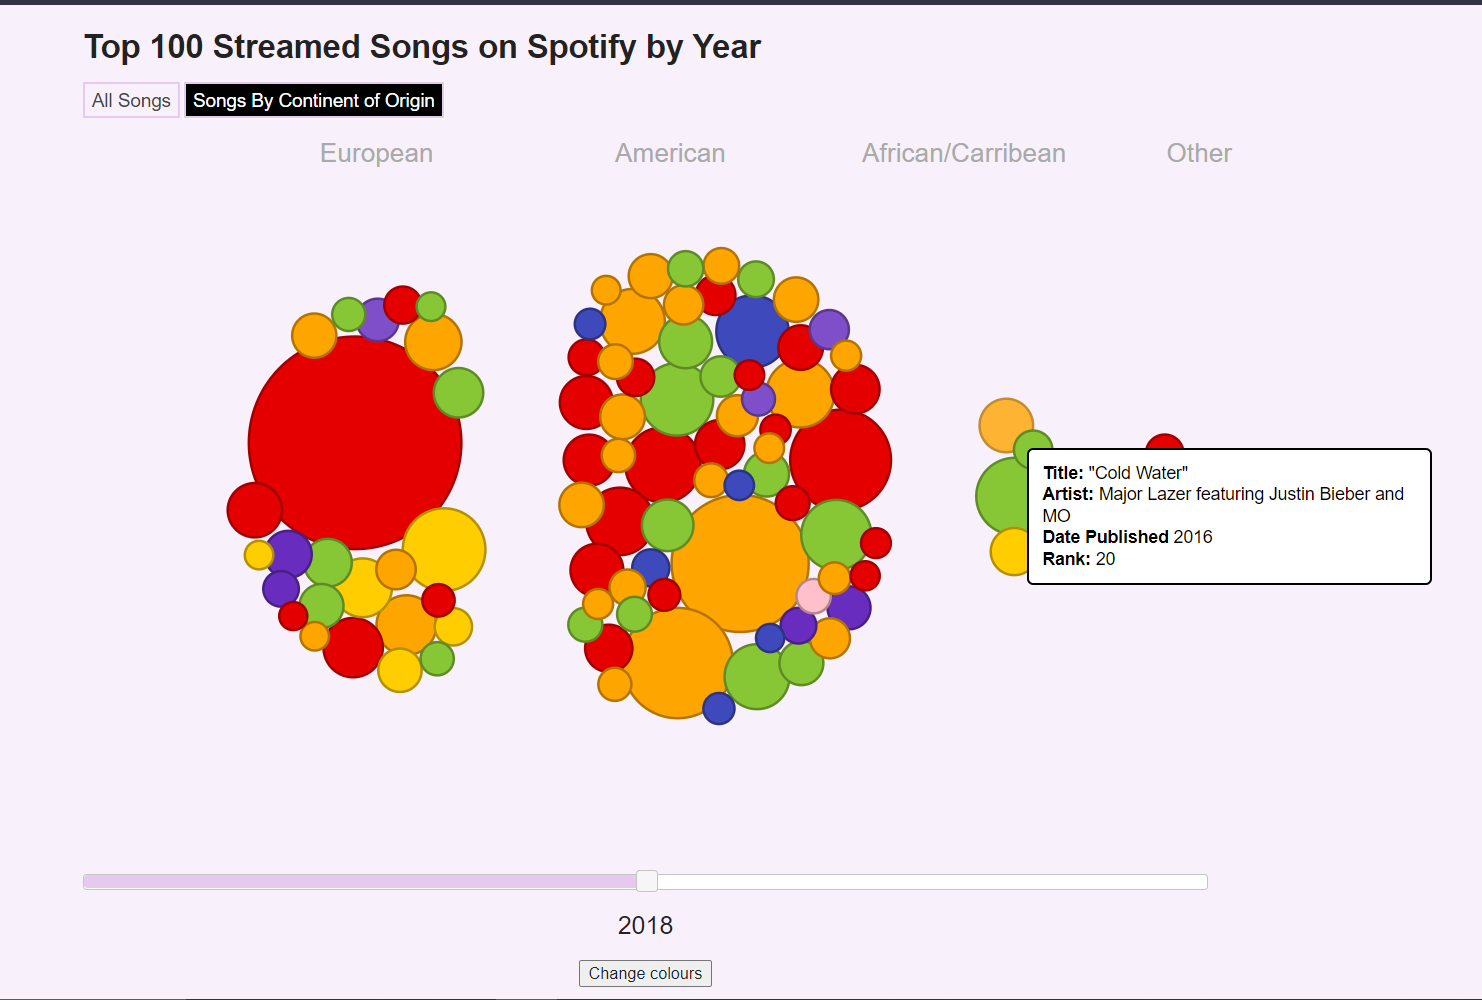 Top 100 Streamed Songs on Spotify by Year
All Songs Songs By Continent of Origin
European American African/Carribean Other
Title: "Cold Water"
Artist: Major Lazer featuring Justin Bieber and
MO
Date Published 2016
Rank: 20
2018
Change colours